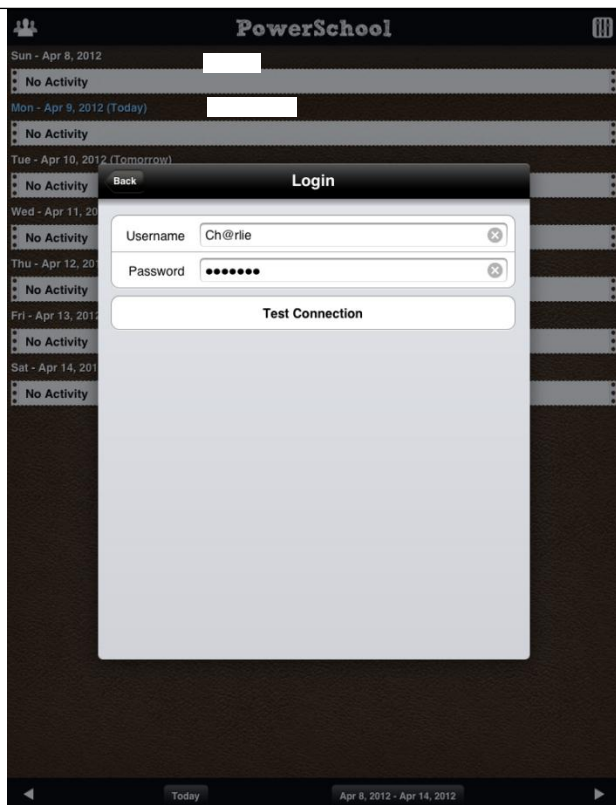 PowerSchool
Sun - Apr 8, 2012
No Activity
Mon - Apr 9, 2012 (Today)
No Activity
Tue - Apr 10, 2012 (Tomorrow)
No Activity
Wed - Apr 11, 20
No Activity
Thu - Apr 12, 201
No Activity
Fri - Apr 13, 2012
No Activity
Sat - Apr 14, 201
No Activity
Back
Login
Username Ch@rlie
Password •••••••
Test Connection
Today
Apr 8, 2012 - Apr 14, 2012